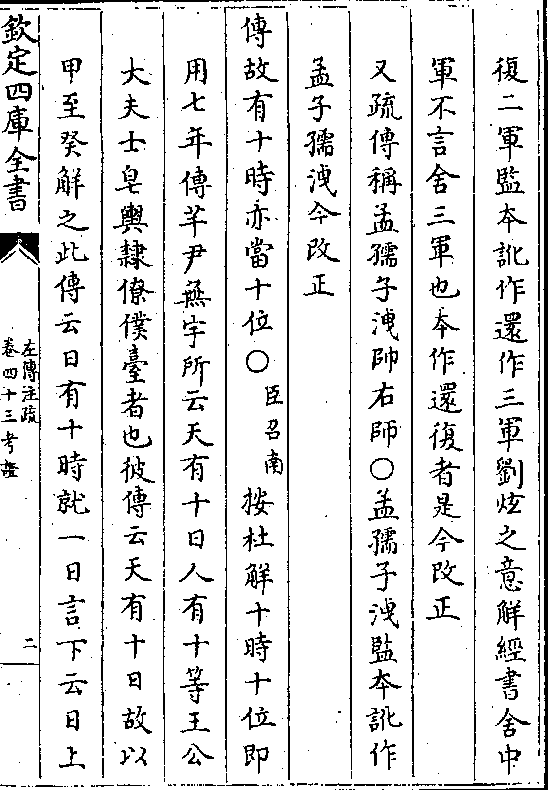 復二軍監本訛作還作三軍劉炫之意解經書舍中
軍不言舍三軍也本作還復者是今改正
又疏傳稱孟孺子洩帥右師○孟孺子洩監本訛作
孟子孺洩今改正
傳故有十時亦當十位○臣召南按杜解十時十位即
用七年傳芊尹無宇所云天有十日人有十等王公
大夫士皂輿隸僚僕臺者也彼傳云天有十日故以
甲至癸解之此傳云日有十時就一日言下云日上
欽定四庫全書
左傳注疏
卷四十三考證
二